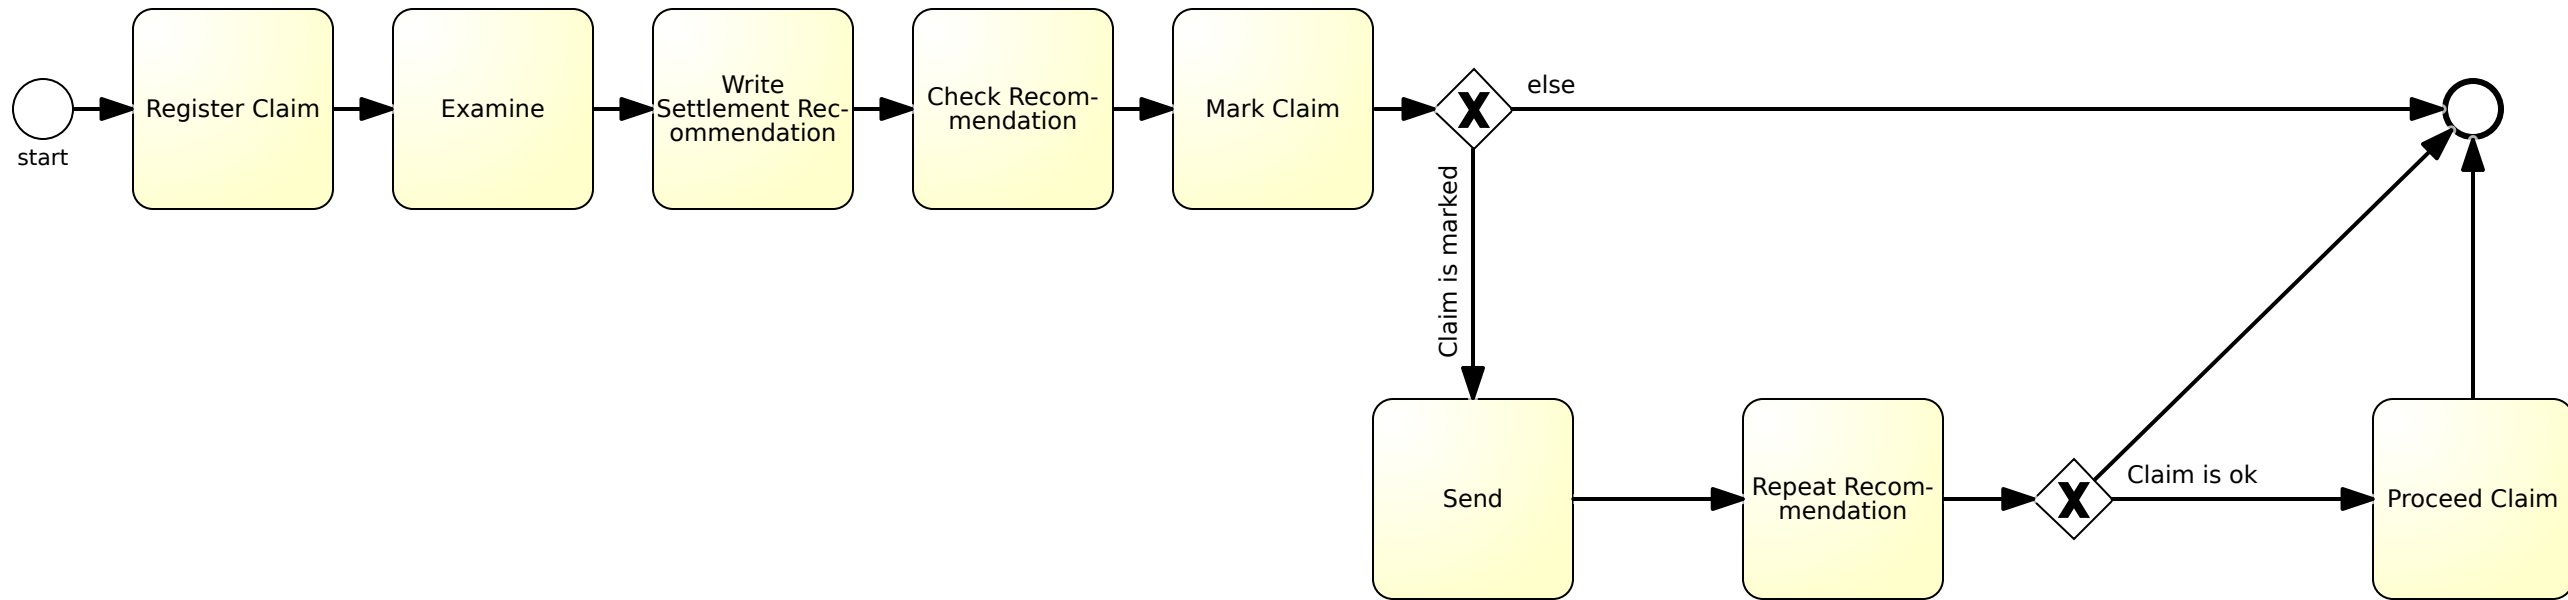 start
Register Claim
Examine
Write
Settlement Rec-
ommendation
Check Recom-
mendation
Mark Claim
X
else
Claim is marked
Send
Repeat Recom-
mendation
X
Claim is ok
Proceed Claim